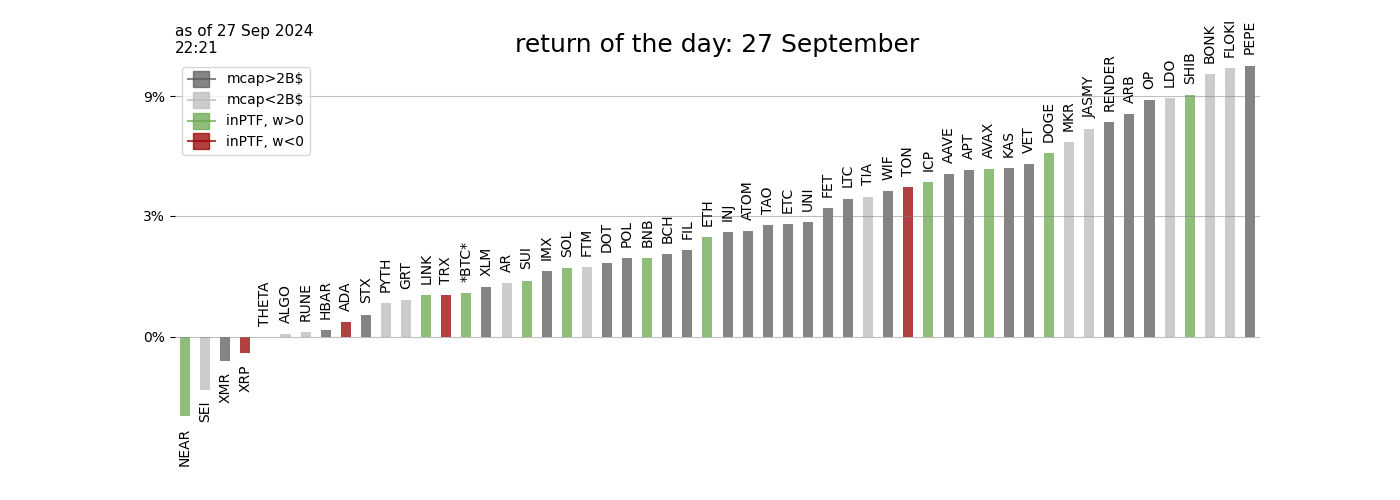 as of 27 Sep 2024
22:21
return of the day: 27 September
mcap>2B$
mcap<2B$
inPTF, w>0
inPTF, w<0
9%
3%
0%
NEAR
SEI
XMR
XRP
THETA
ALGO
RUNE
HBAR
ADA
STX
PYTH
GRT
LINK
TRX
*BTC*
XLM
AR
SUI
IMX
SOL
FTM
DOT
POL
BNB
BCH
FIL
ETH
INJ
ATOM
TAO
ETC
UNI
FET
LTC
TIA
WIF
TON
ICP
AAVE
APT
AVAX
KAS
VET
DOGE
MKR
JASMY
RENDER
ARB
OP
LDO
SHIB
BONK
FLOKI
PEPE